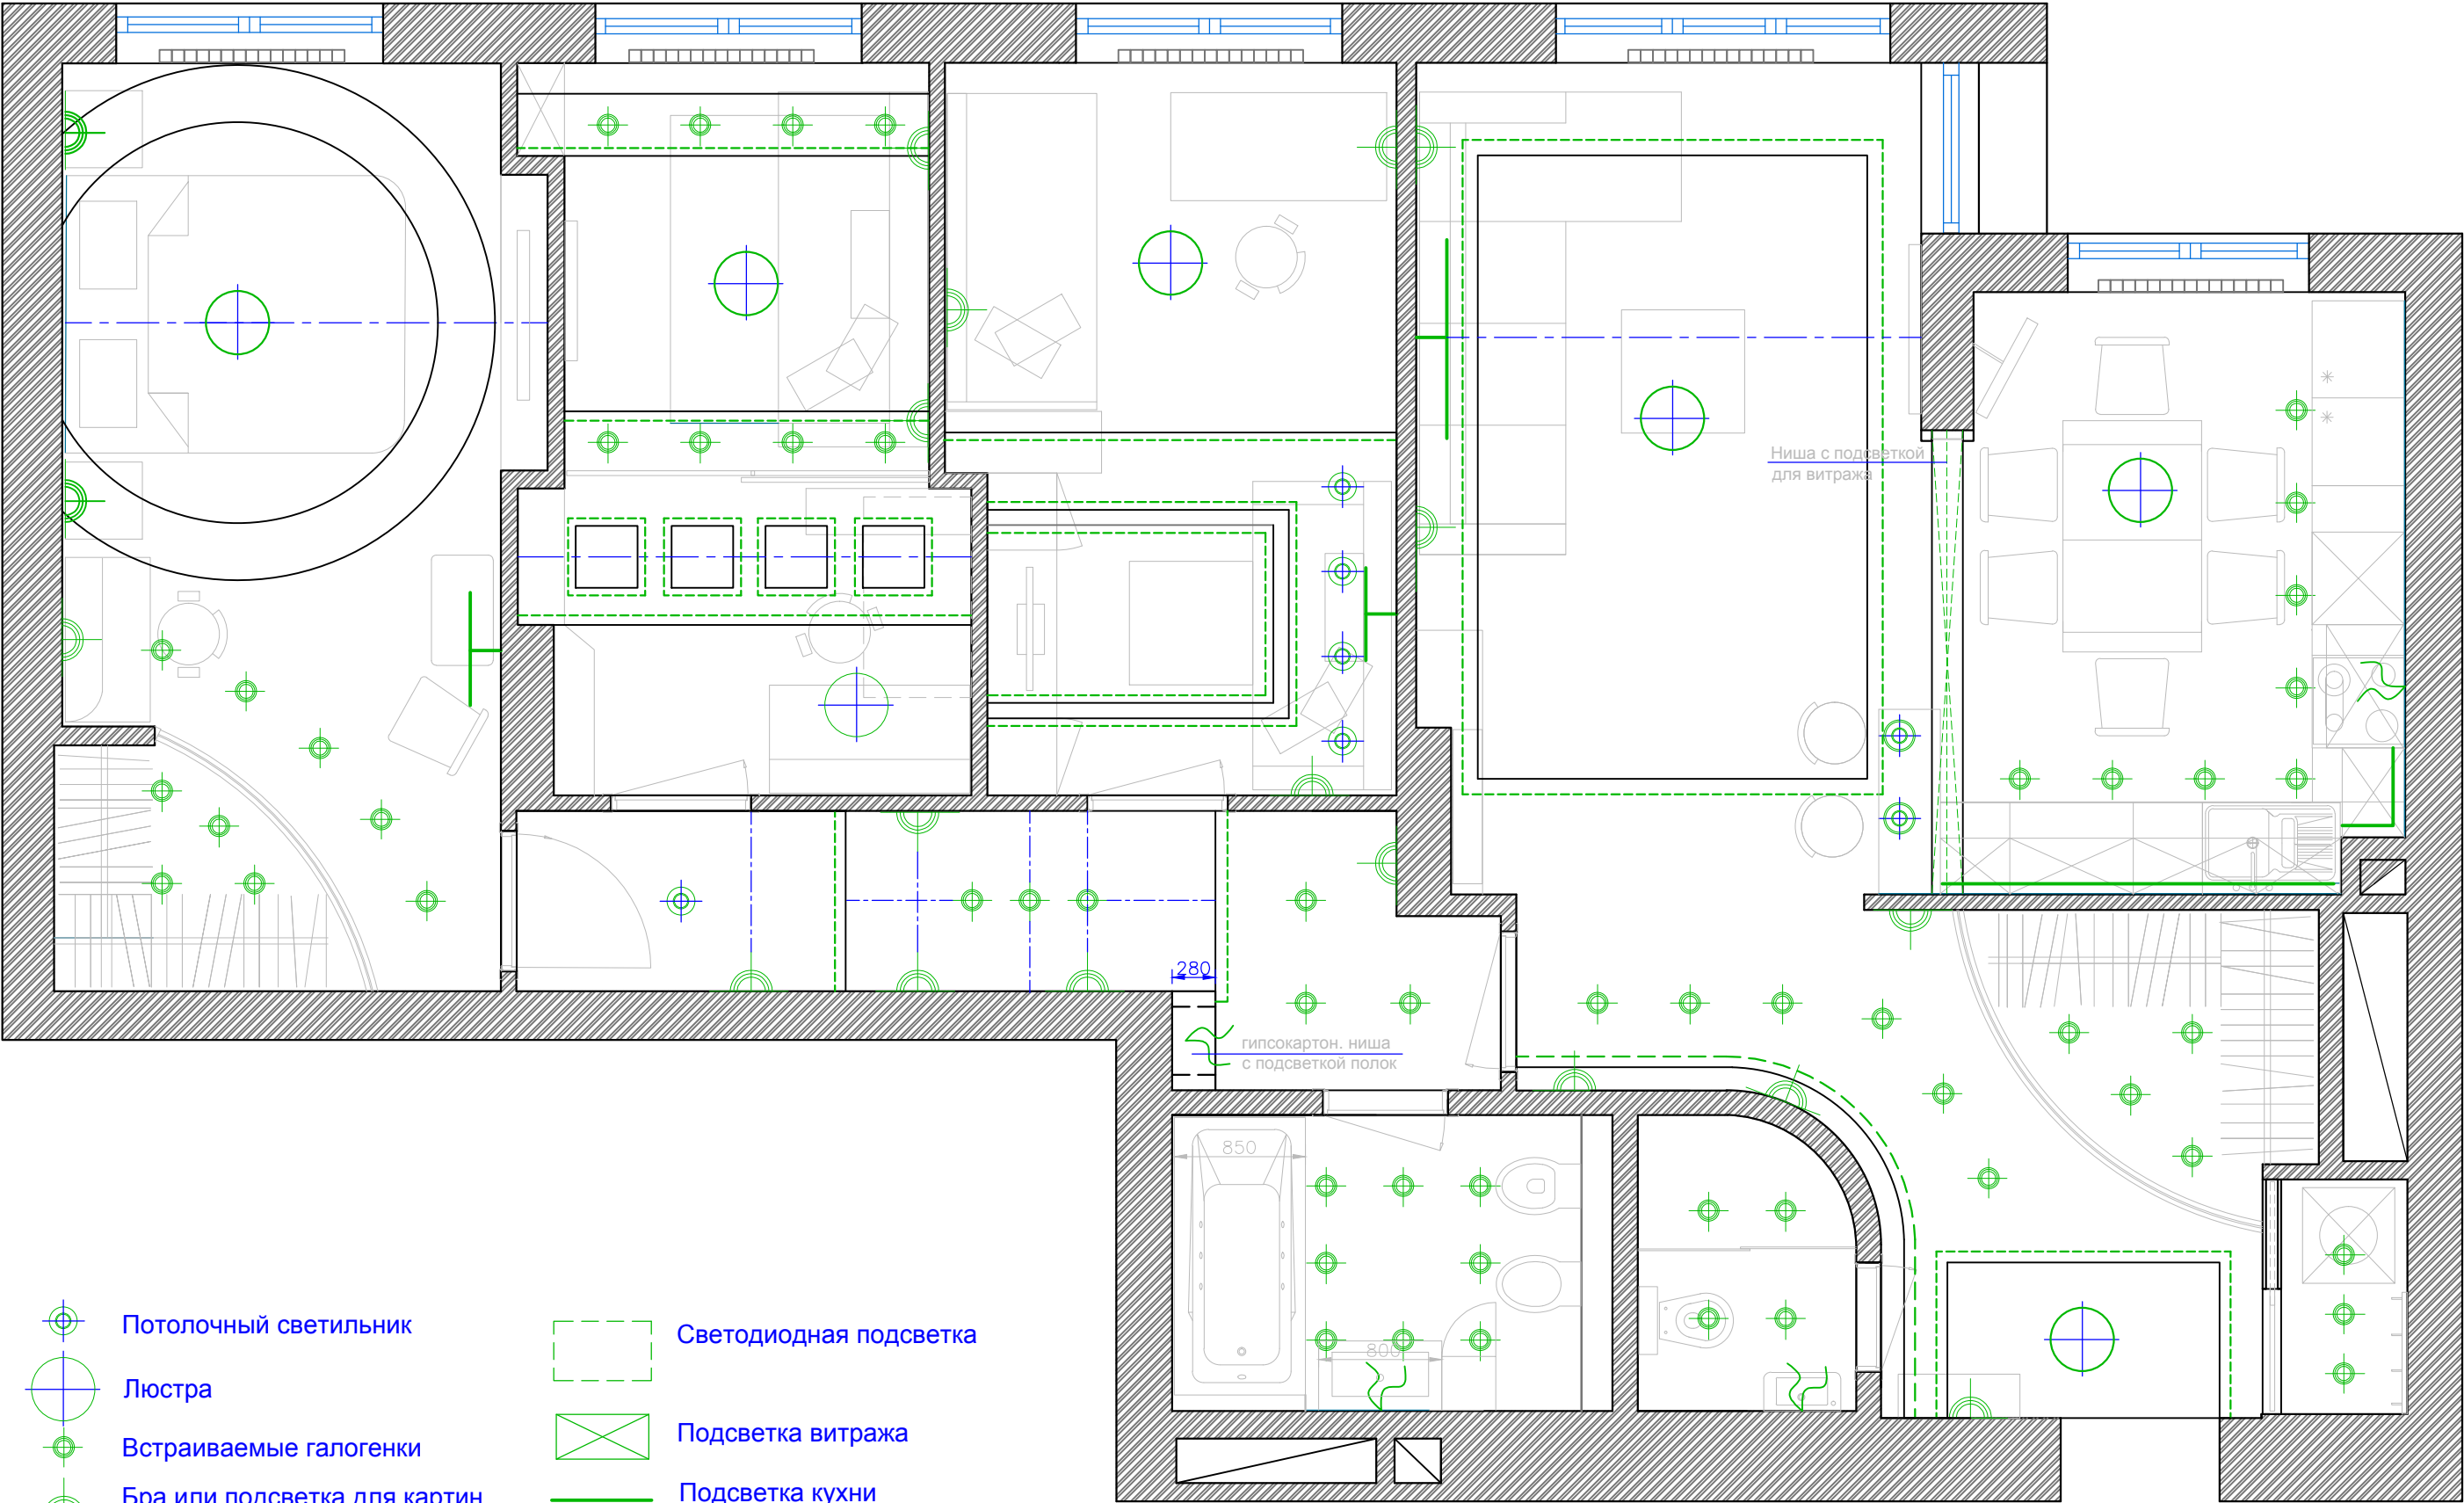 Ниша с подсветкой
для витража
280
гипсокартон. ниша
с подсветкой полок
850
800
Потолочный светильник
Люстра
Встраиваемые галогенки
Бра или подсветка для картин
Светодиодная подсветка
Подсветка витража
Подсветка кухни